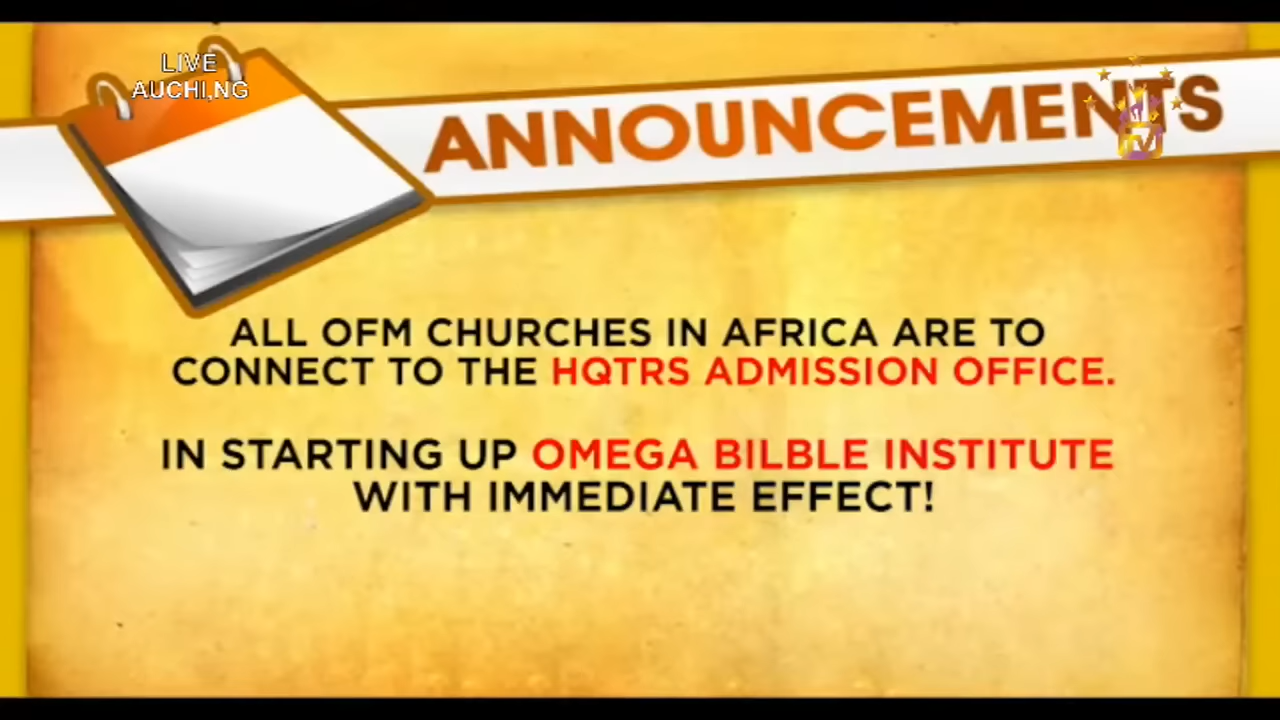 LIVE
AUCHI,NG
ANNOUNCEMENTS
TV
ALL OFM CHURCHES IN AFRICA ARE TO
CONNECT TO THE HQTRS ADMISSION OFFICE.
IN STARTING UP OMEGA BILBLE INSTITUTE
WITH IMMEDIATE EFFECT!